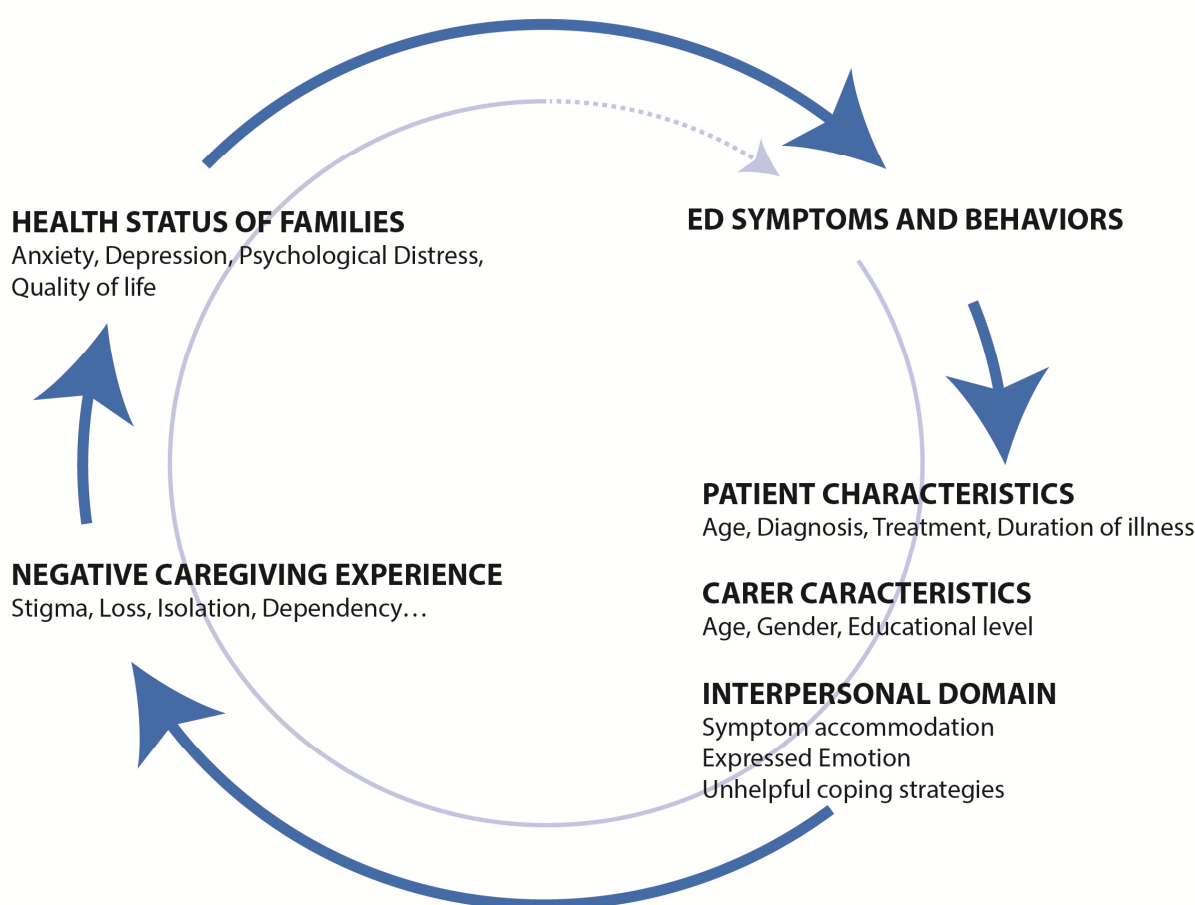 HEALTH STATUS OF FAMILIES
Anxiety, Depression, Psychological Distress,
Quality of life
ED SYMPTOMS AND BEHAVIORS
PATIENT CHARACTERISTICS
Age, Diagnosis, Treatment, Duration of illness
CARER CARACTERISTICS
Age, Gender, Educational level
INTERPERSONAL DOMAIN
Symptom accommodation
Expressed Emotion
Unhelpful coping strategies
NEGATIVE CAREGIVING EXPERIENCE
Stigma, Loss, Isolation, Dependency…